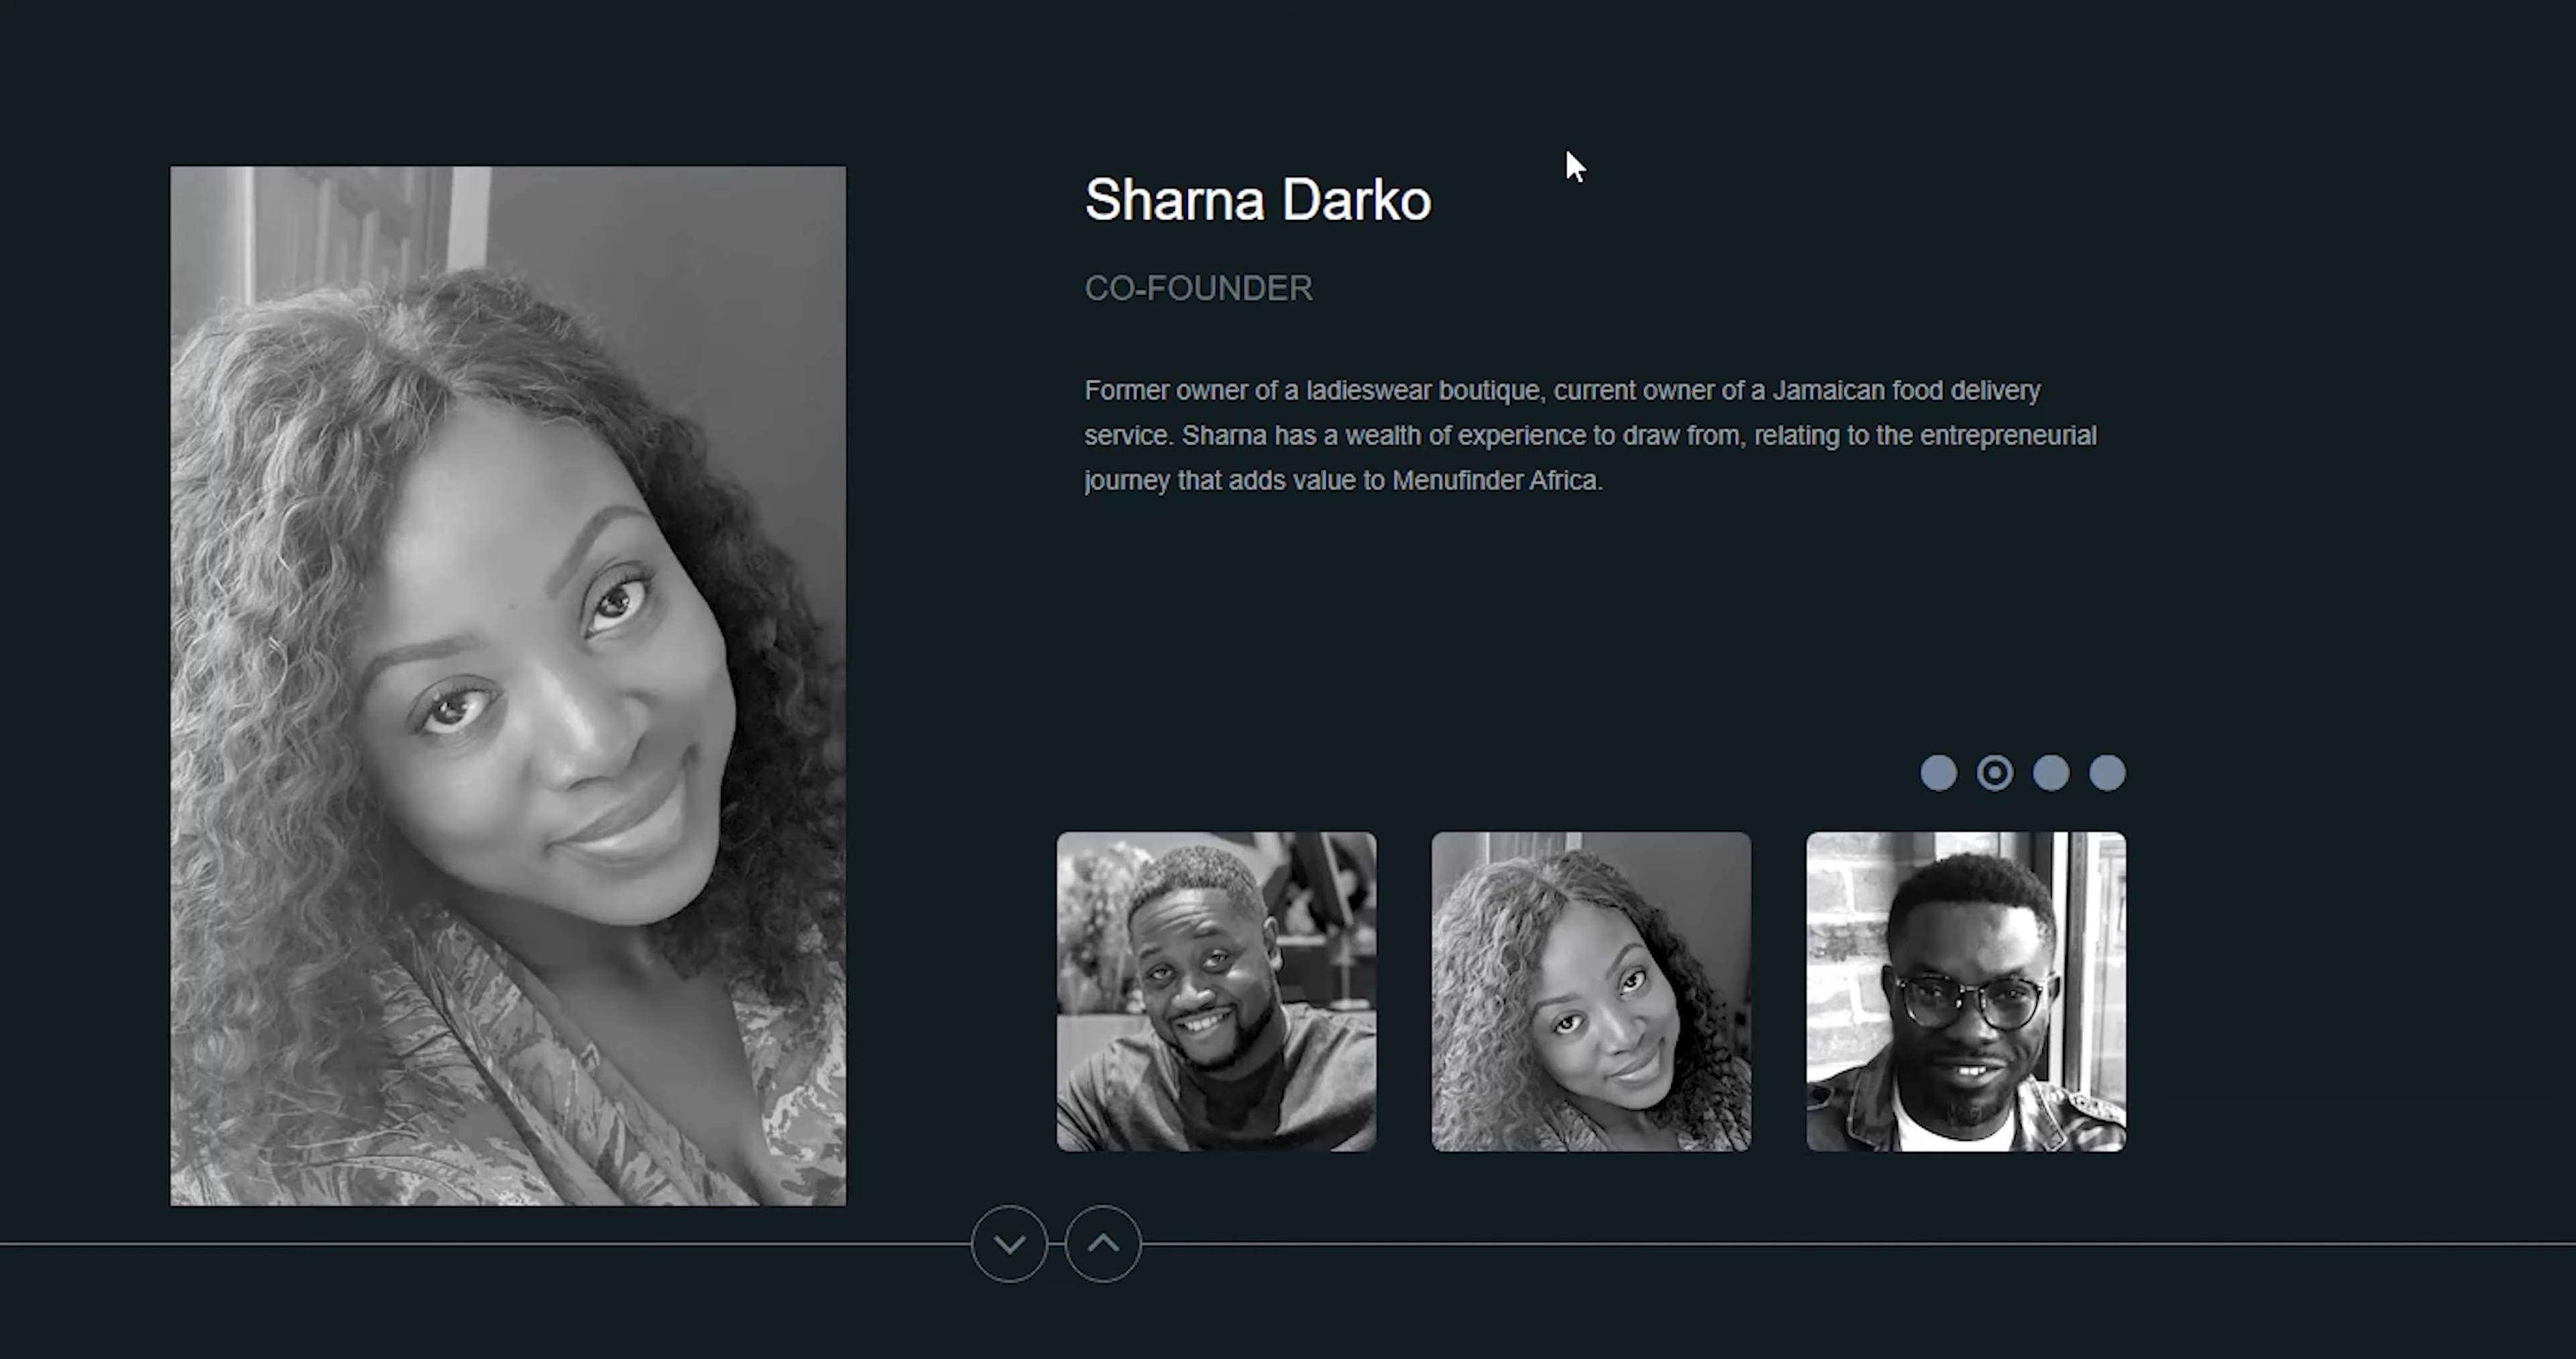 Sharna Darko
CO-FOUNDER
Former owner of a ladieswear boutique, current owner of a Jamaican food delivery
service. Sharna has a wealth of experience to draw from, relating to the entrepreneurial
journey that adds value to Menufinder Africa.